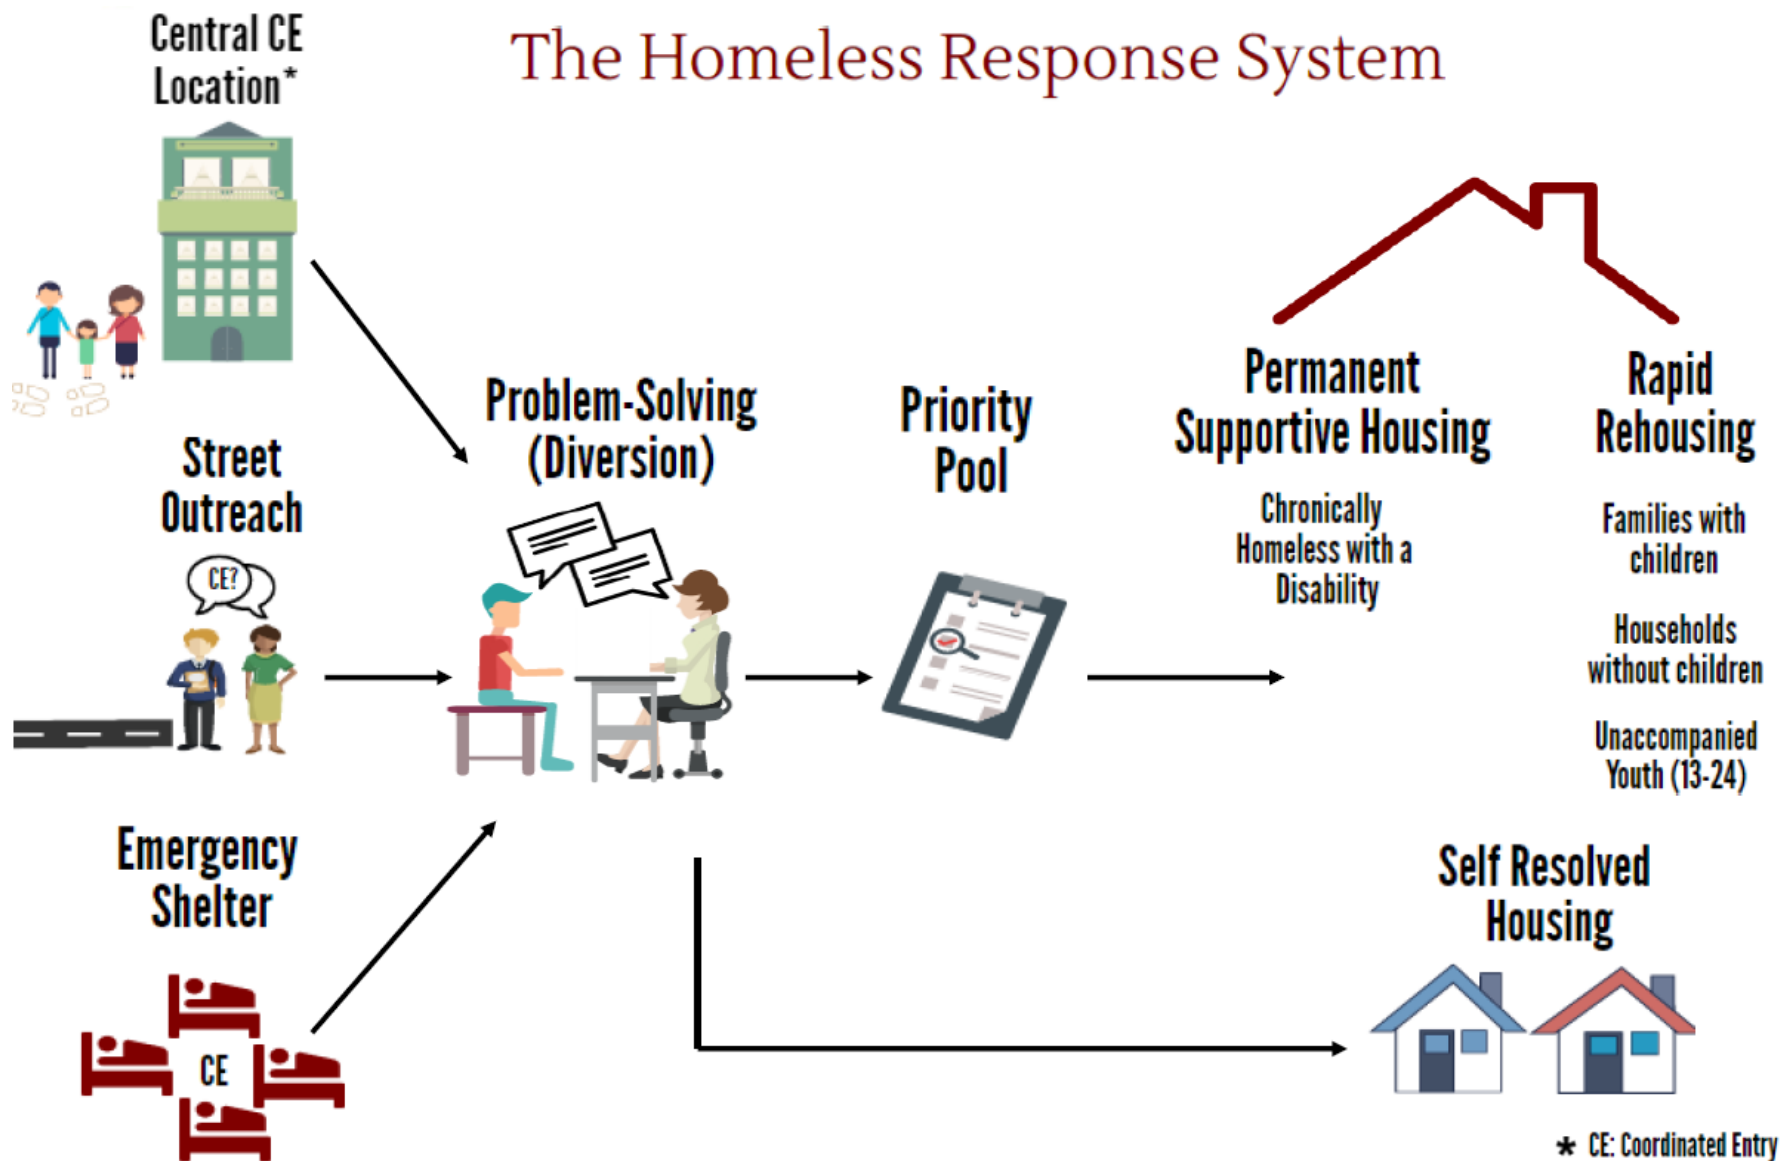 The Homeless Response System
Central CE
Location*
Street
Outreach
CE?
Emergency
Shelter
CE
Problem-Solving
(Diversion)
Priority
Pool
Permanent
Supportive Housing
Chronically
Homeless with a
Disability
Rapid
Rehousing
Families with
children
Households
without children
Unaccompanied
Youth (13-24)
Self Resolved
Housing
* CE: Coordinated Entry